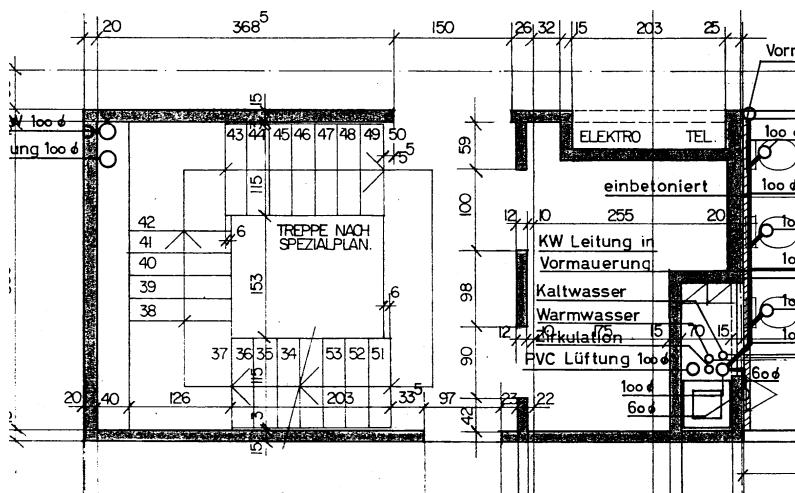 20 368⁵ 150 26 32 15 203 25
Vorm
15
W 100 ϕ
ung 100 ϕ
43 44 45 46 47 48 49 50
5
5
59
ELEKTRO TEL.
100 ϕ
115
100
einbetoniert
100 ϕ
42
41
40
39
38
6
TREPPE NACH
SPEZIALPLAN.
12 10 255 20
KW Leitung in
Vormauerung
153
98
Kaltwasser
6
Warmwasser
12 10 175 15 70 15
Zirkulation
37 36 35 34 53 52 51
PVC Lüftung 100 ϕ
115
90
60 ϕ
100 ϕ
60 ϕ
20 40 126 203 33⁵ 97 23 22
3
42
15